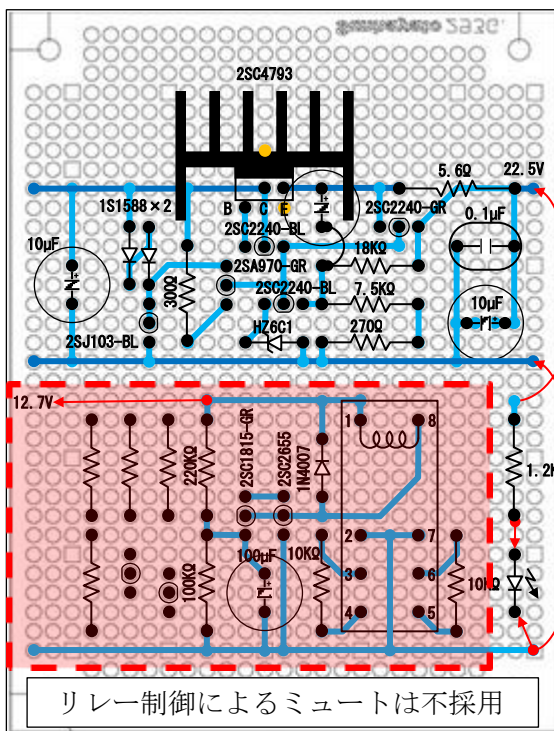 Sunhayato 293G.
2SC4793
5.6Ω
22.5V
1S1588×2
B
C
E
2SC2240-GR
0.1μF
2SC2240-BL
10μF
18KΩ
2SA970-GR
300Ω
2SC2240-BL
7.5KΩ
10μF
2SJ103-BL
HZ6C1
270Ω
12.7V
1
8
220KΩ
2SC1815-GR
2SC2655
1N4007
1.2K
2
7
100μF
10KΩ
100KΩ
3
6
10KΩ
4
5
リレー制御によるミュートは不採用